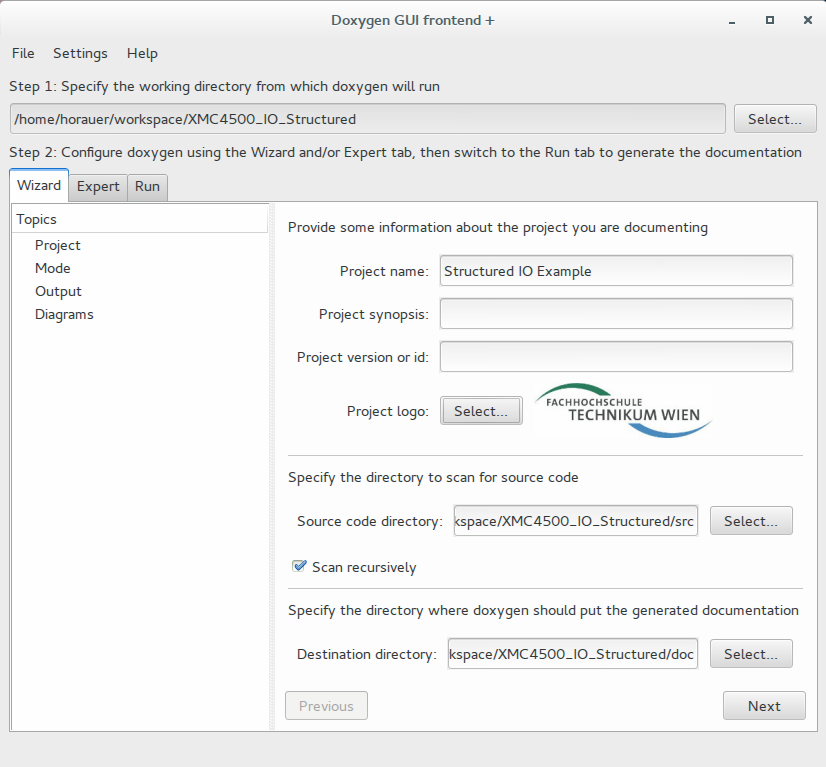 Doxygen GUI frontend +
File Settings Help
Step 1: Specify the working directory from which doxygen will run
/home/horauer/workspace/XMC4500_IO_Structured Select...
Step 2: Configure doxygen using the Wizard and/or Expert tab, then switch to the Run tab to generate the documentation
Wizard Expert Run
Topics
Project
Mode
Output
Diagrams
Provide some information about the project you are documenting
Project name: Structured IO Example
Project synopsis:
Project version or id:
Project logo: Select...
FACHHOCHSCHULE
TECHNIKUM WIEN
Specify the directory to scan for source code
Source code directory: kspace/XMC4500_IO_Structured/src Select...
Scan recursively
Specify the directory where doxygen should put the generated documentation
Destination directory: kspace/XMC4500_IO_Structured/doc Select...
Previous Next